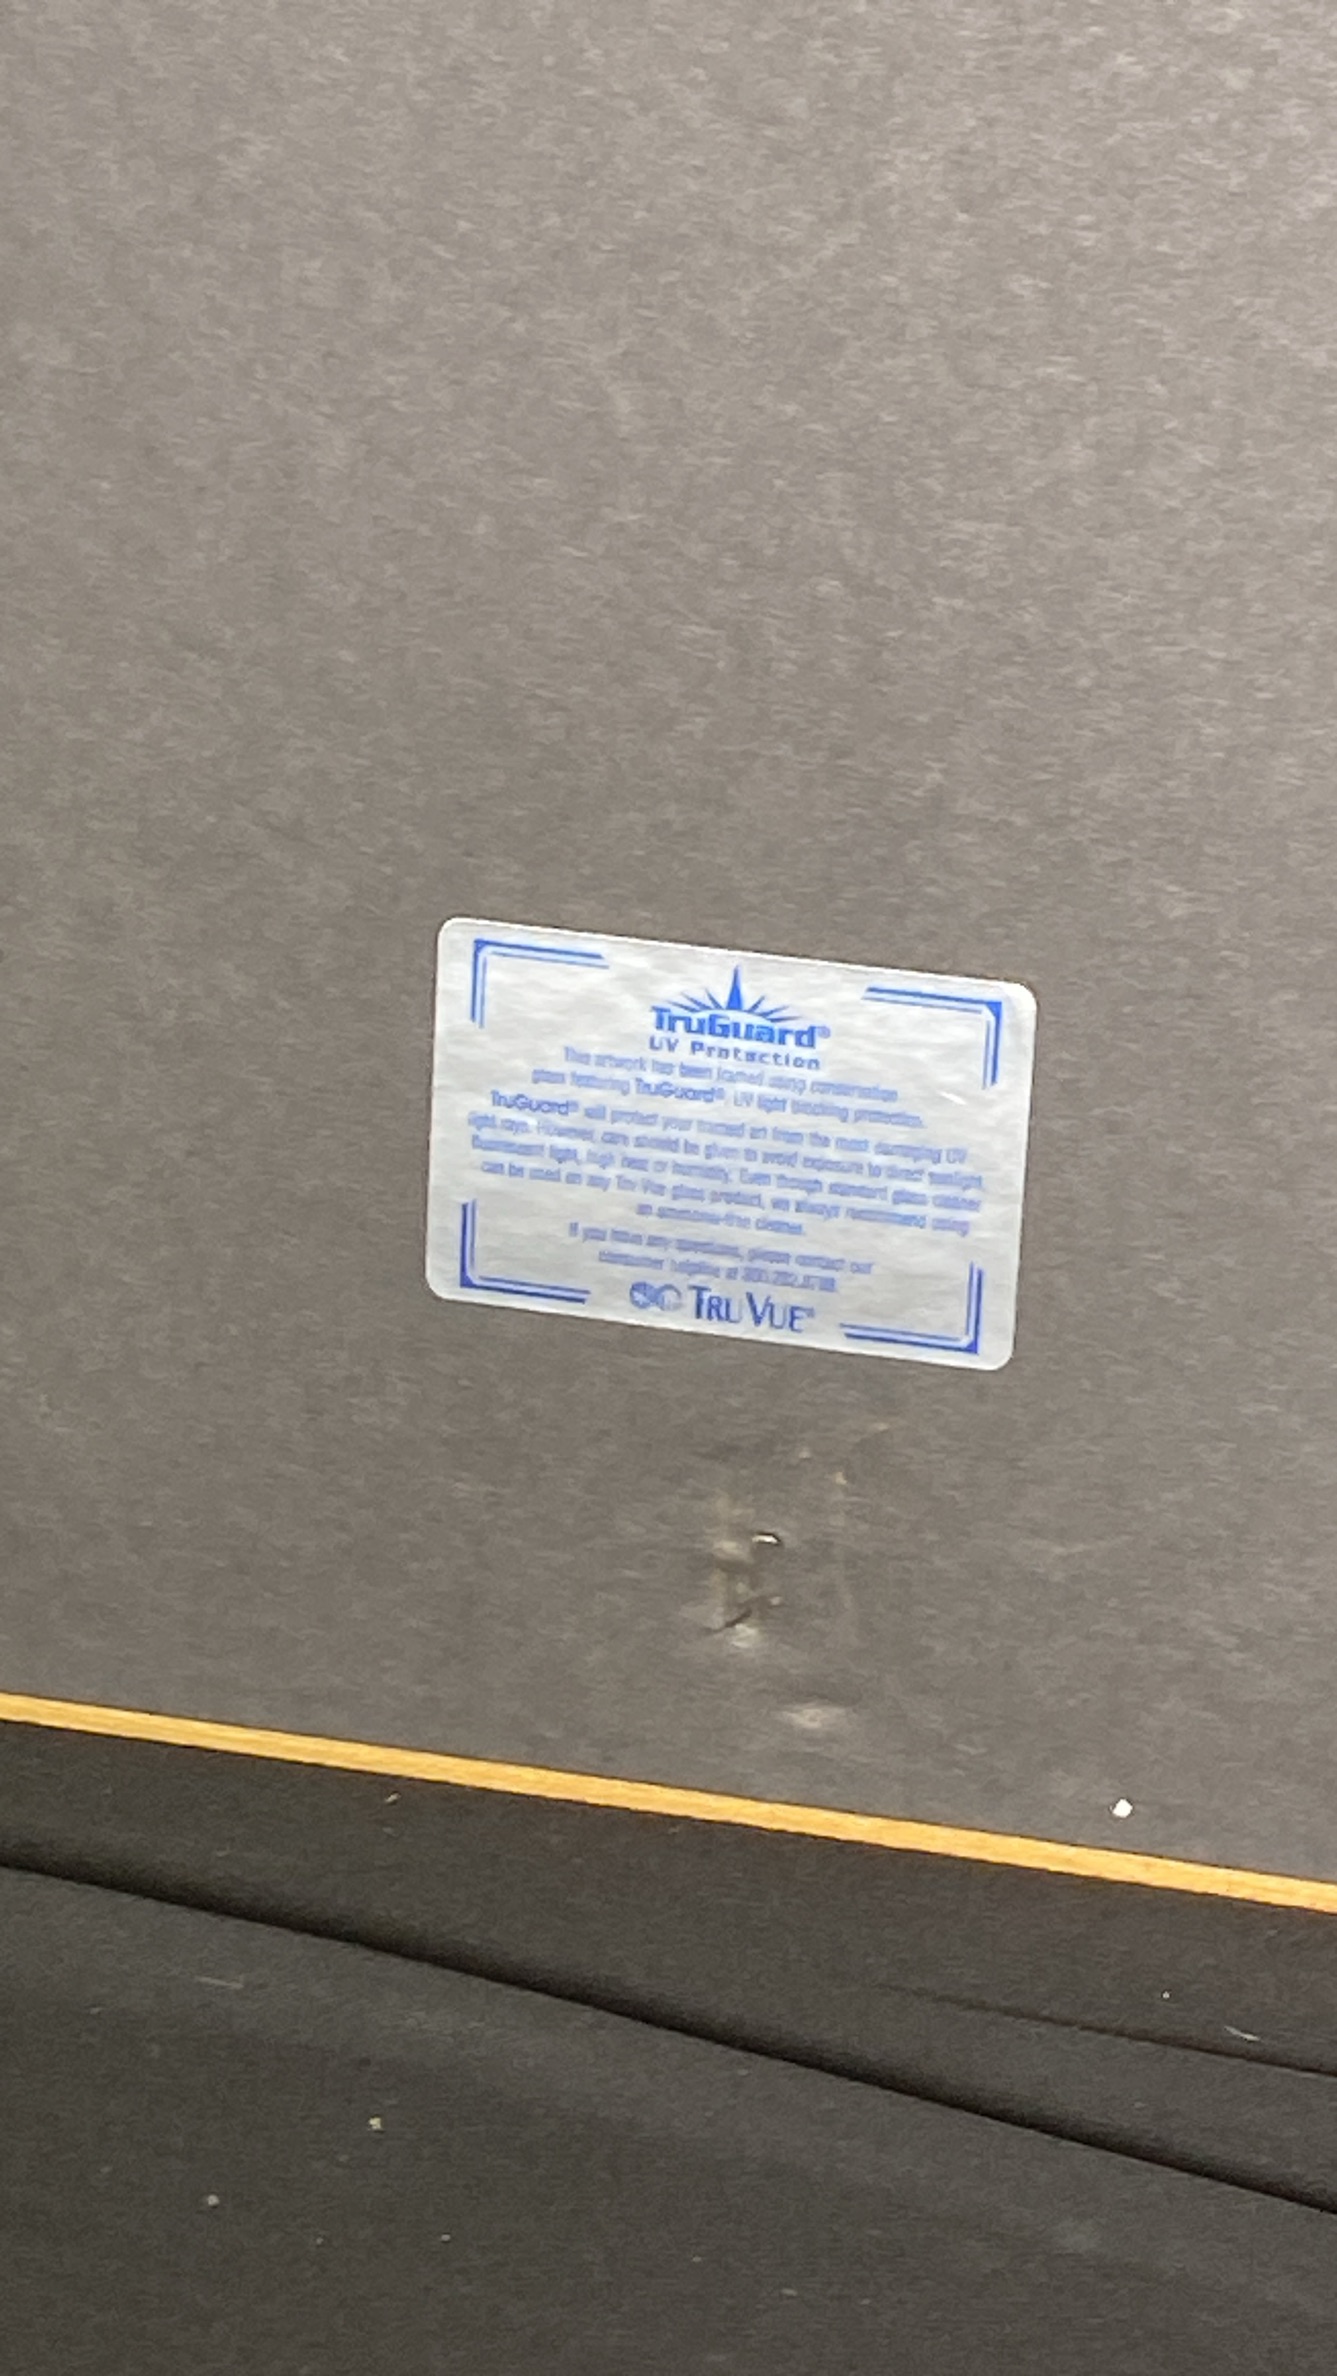 TruGuard®
UV Protection
This artwork has been framed using conservation
glass featuring TruGuard® UV light blocking protection.
TruGuard® will protect your framed art from the most damaging UV
light rays. However, care should be given to avoid exposure to direct sunlight,
fluorescent light, high heat or humidity. Even though standard glass cleaner
can be used on any Tru Vue glass product, we always recommend using
an ammonia-free cleaner.
If you have any questions, please contact our
customer helpline at
TRU VUE®